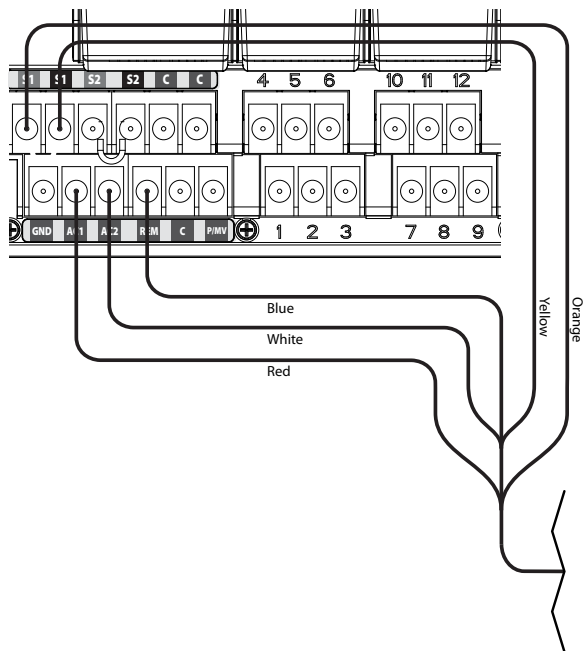 S1 S1 S2 S2 C C
4 5 6 10 11 12
GND AC1 AC2 REM C P/MV
1 2 3 7 8 9
Blue
White
Red
Yellow
Orange